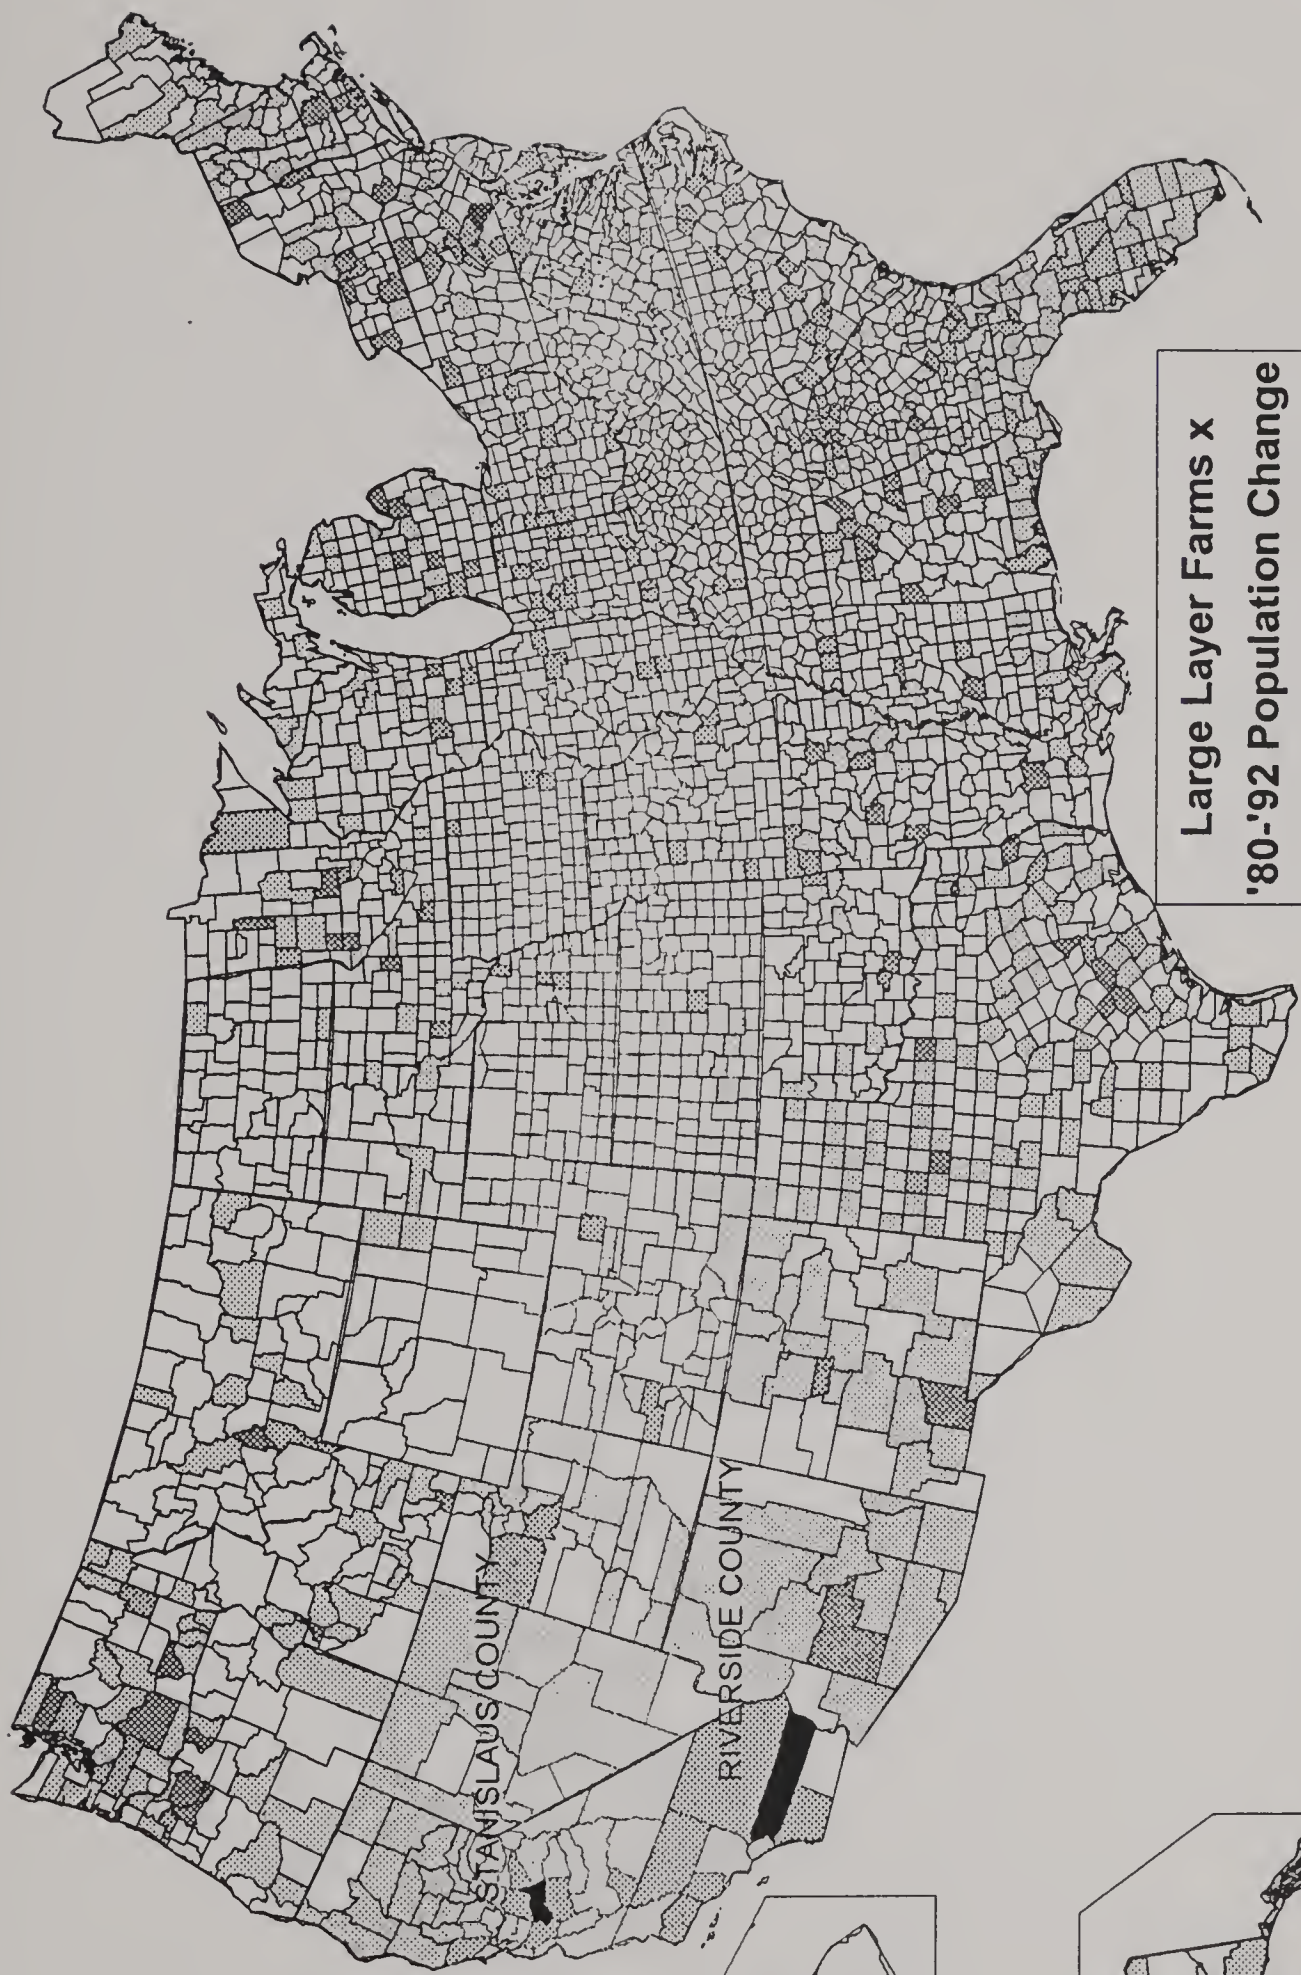 STANISLAUS COUNTY
RIVERSIDE COUNTY
Large Layer Farms x
'80-'92 Population Change